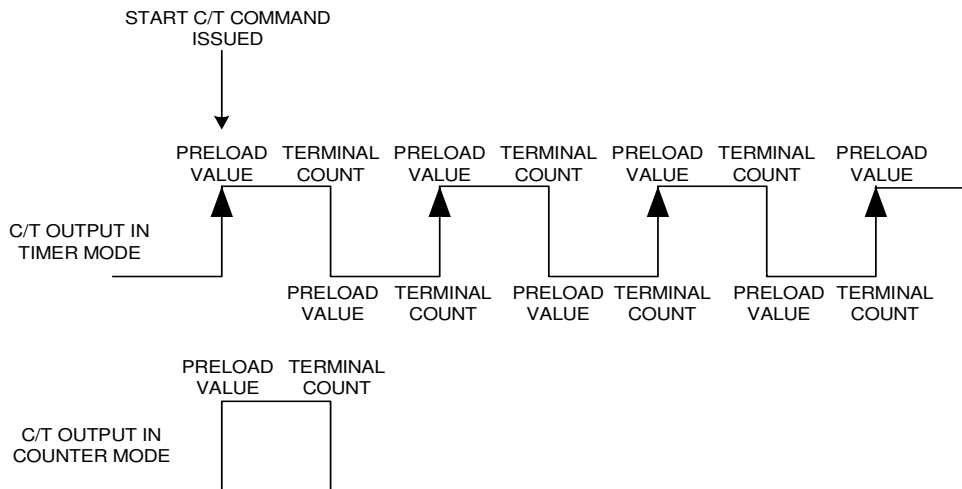 START C/T COMMAND
ISSUED
PRELOAD TERMINAL PRELOAD TERMINAL PRELOAD TERMINAL PRELOAD
VALUE COUNT VALUE COUNT VALUE COUNT VALUE
C/T OUTPUT IN
TIMER MODE
PRELOAD TERMINAL PRELOAD TERMINAL PRELOAD TERMINAL
VALUE COUNT VALUE COUNT VALUE COUNT
PRELOAD TERMINAL
VALUE COUNT
C/T OUTPUT IN
COUNTER MODE